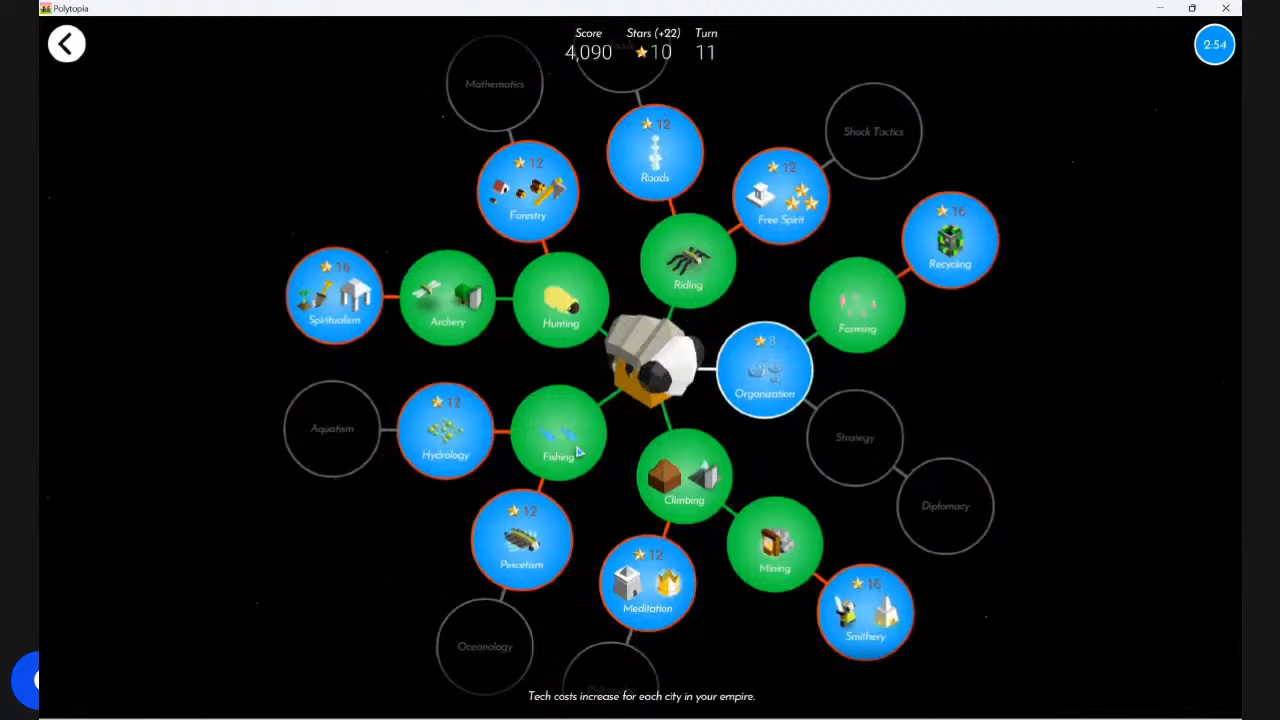 Polytopia
Score
4,090
Stars (+22)
10
Turn
11
2:54
Mathematics
12
Roads
Shock Tactics
12
Forestry
12
Free Spirit
16
Recycling
Riding
16
Spiritualism
Archery
Hunting
Farming
8
Organization
Aquatism
12
Hydrology
Fishing
Strategy
Climbing
Diplomacy
12
Pescetism
12
Meditation
Mining
16
Smithery
Oceanology
Tech costs increase for each city in your empire.